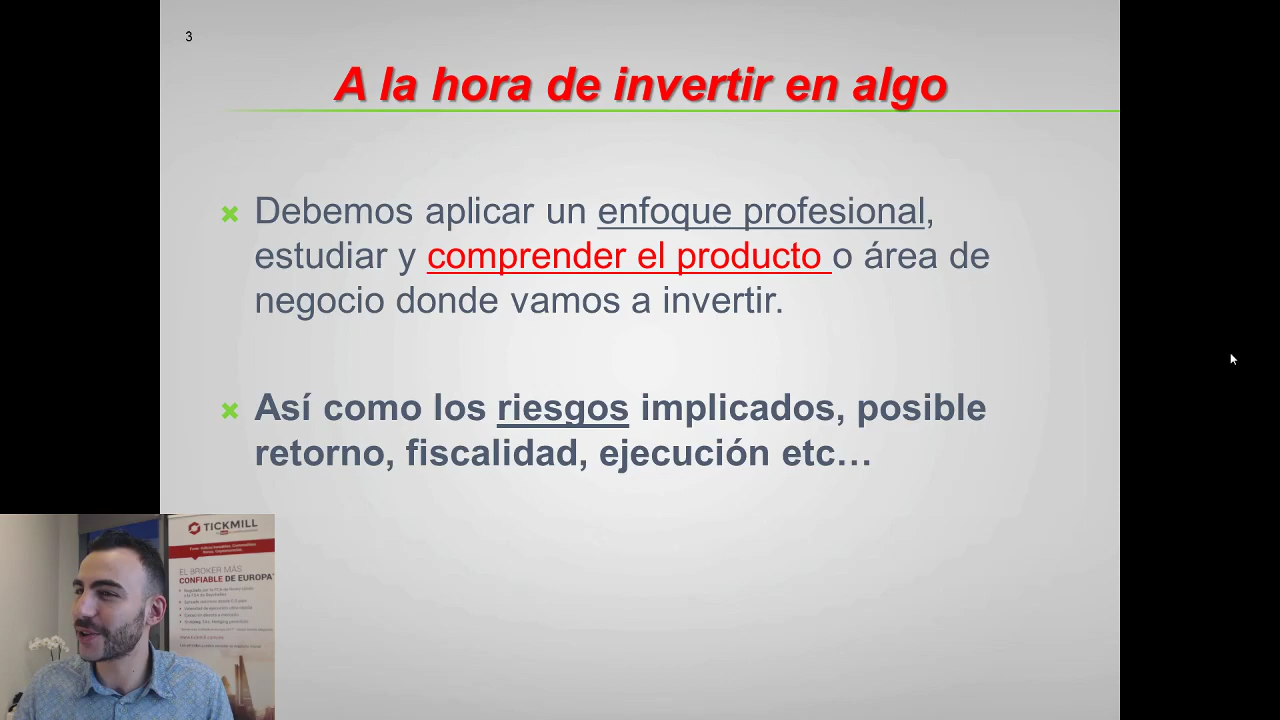 3
A la hora de invertir en algo
Debemos aplicar un enfoque profesional,
estudiar y comprender el producto o área de
negocio donde vamos a invertir.
Así como los riesgos implicados, posible
retorno, fiscalidad, ejecución etc…
TICKMILL
EL BROKER MÁS
CONFIABLE DE EUROPA*